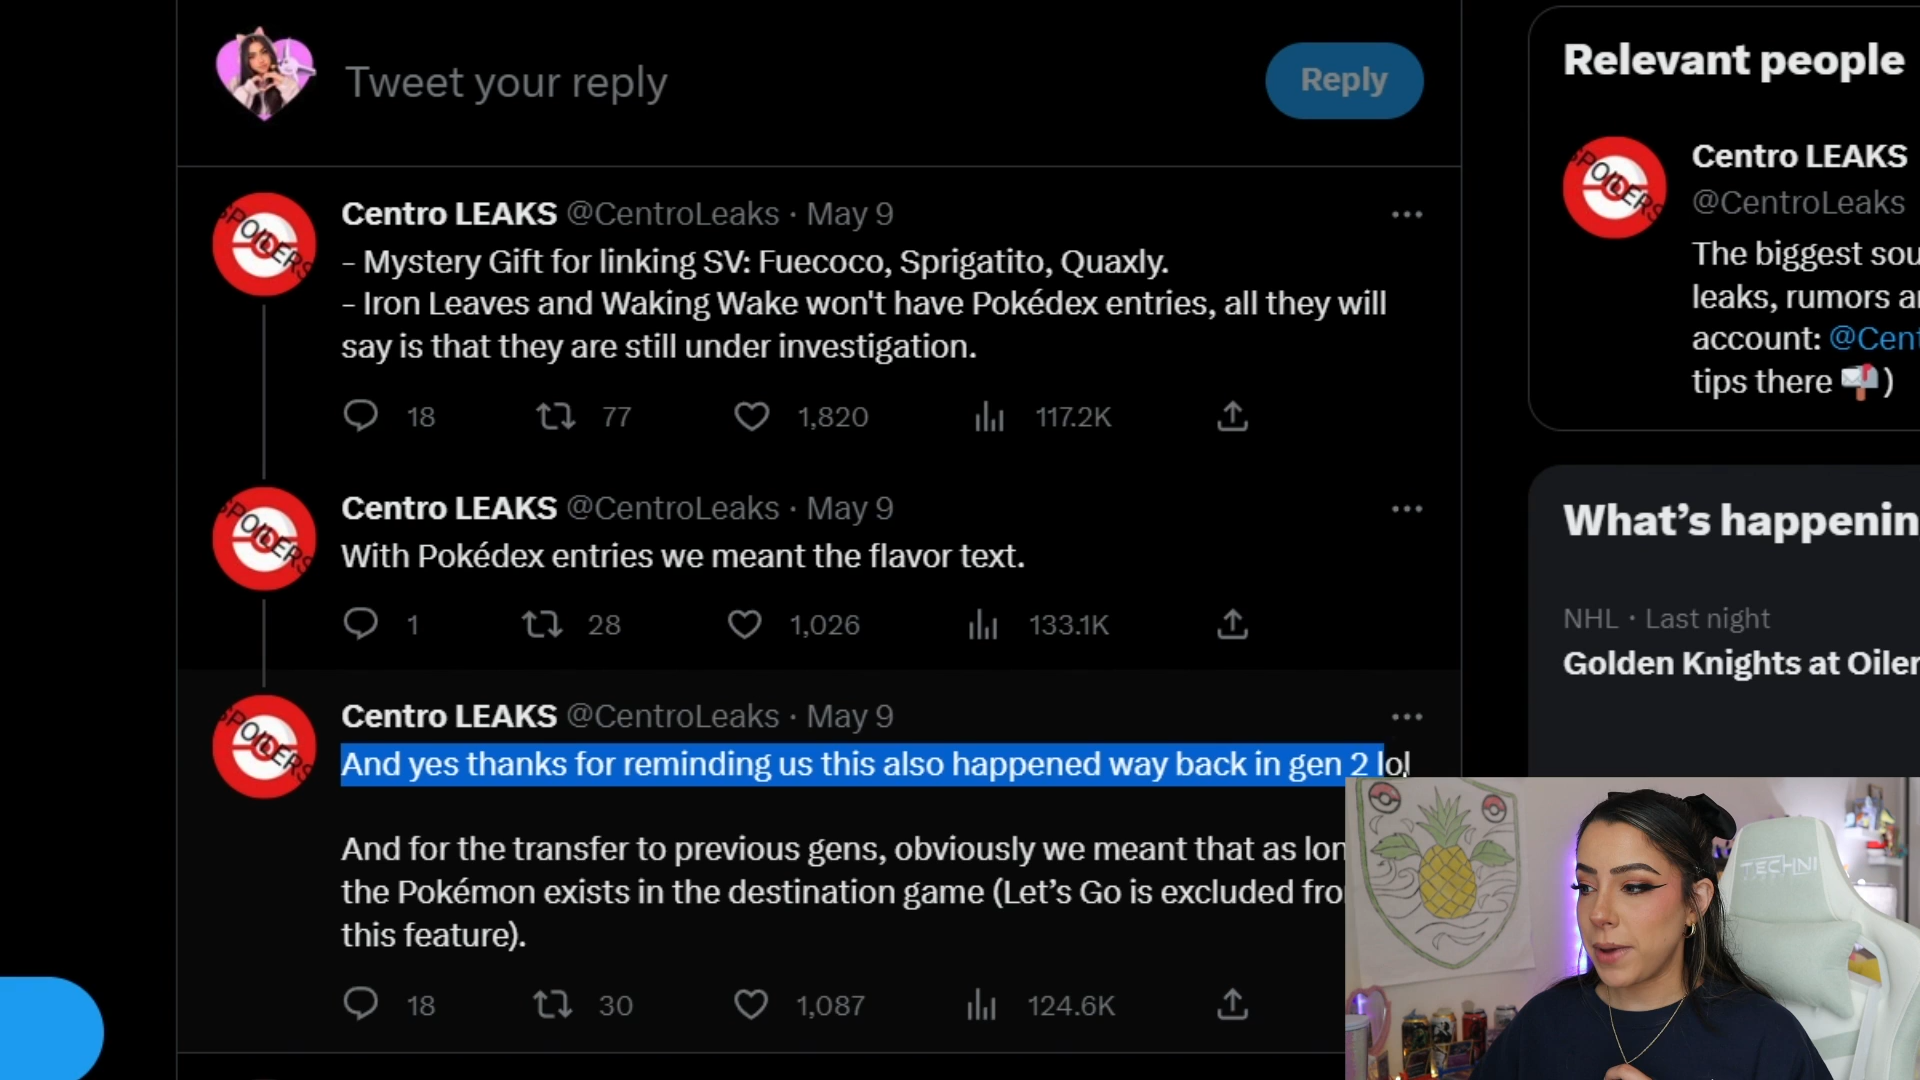 Tweet your reply
Reply
Centro LEAKS @CentroLeaks · May 9
– Mystery Gift for linking SV: Fuecoco, Sprigatito, Quaxly.
– Iron Leaves and Waking Wake won't have Pokédex entries, all they will
say is that they are still under investigation.
18 77 1,820 117.2K
Centro LEAKS @CentroLeaks · May 9
With Pokédex entries we meant the flavor text.
1 28 1,026 133.1K
Centro LEAKS @CentroLeaks · May 9
And yes thanks for reminding us this also happened way back in gen 2 lol
And for the transfer to previous gens, obviously we meant that as lon
the Pokémon exists in the destination game (Let's Go is excluded fro
this feature).
18 30 1,087 124.6K
SPOILERS
SPOILERS
SPOILERS
Relevant people
SPOILERS
Centro LEAKS
@CentroLeaks
The biggest sou
leaks, rumors a
account: @Cent
tips there )
What's happenin
NHL · Last night
Golden Knights at Oiler
TECHNI